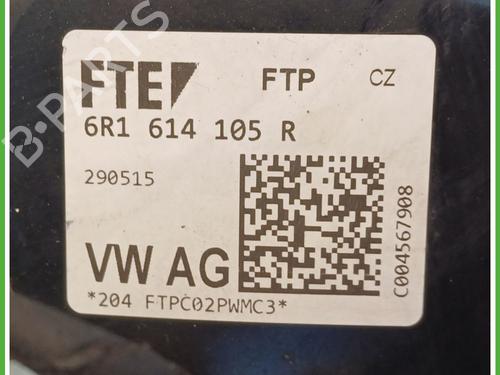 B-PARTS
FTE FTP CZ
6R1 614 105 R
290515
VW AG
C004567908
*204 FTPC02PWMC3*